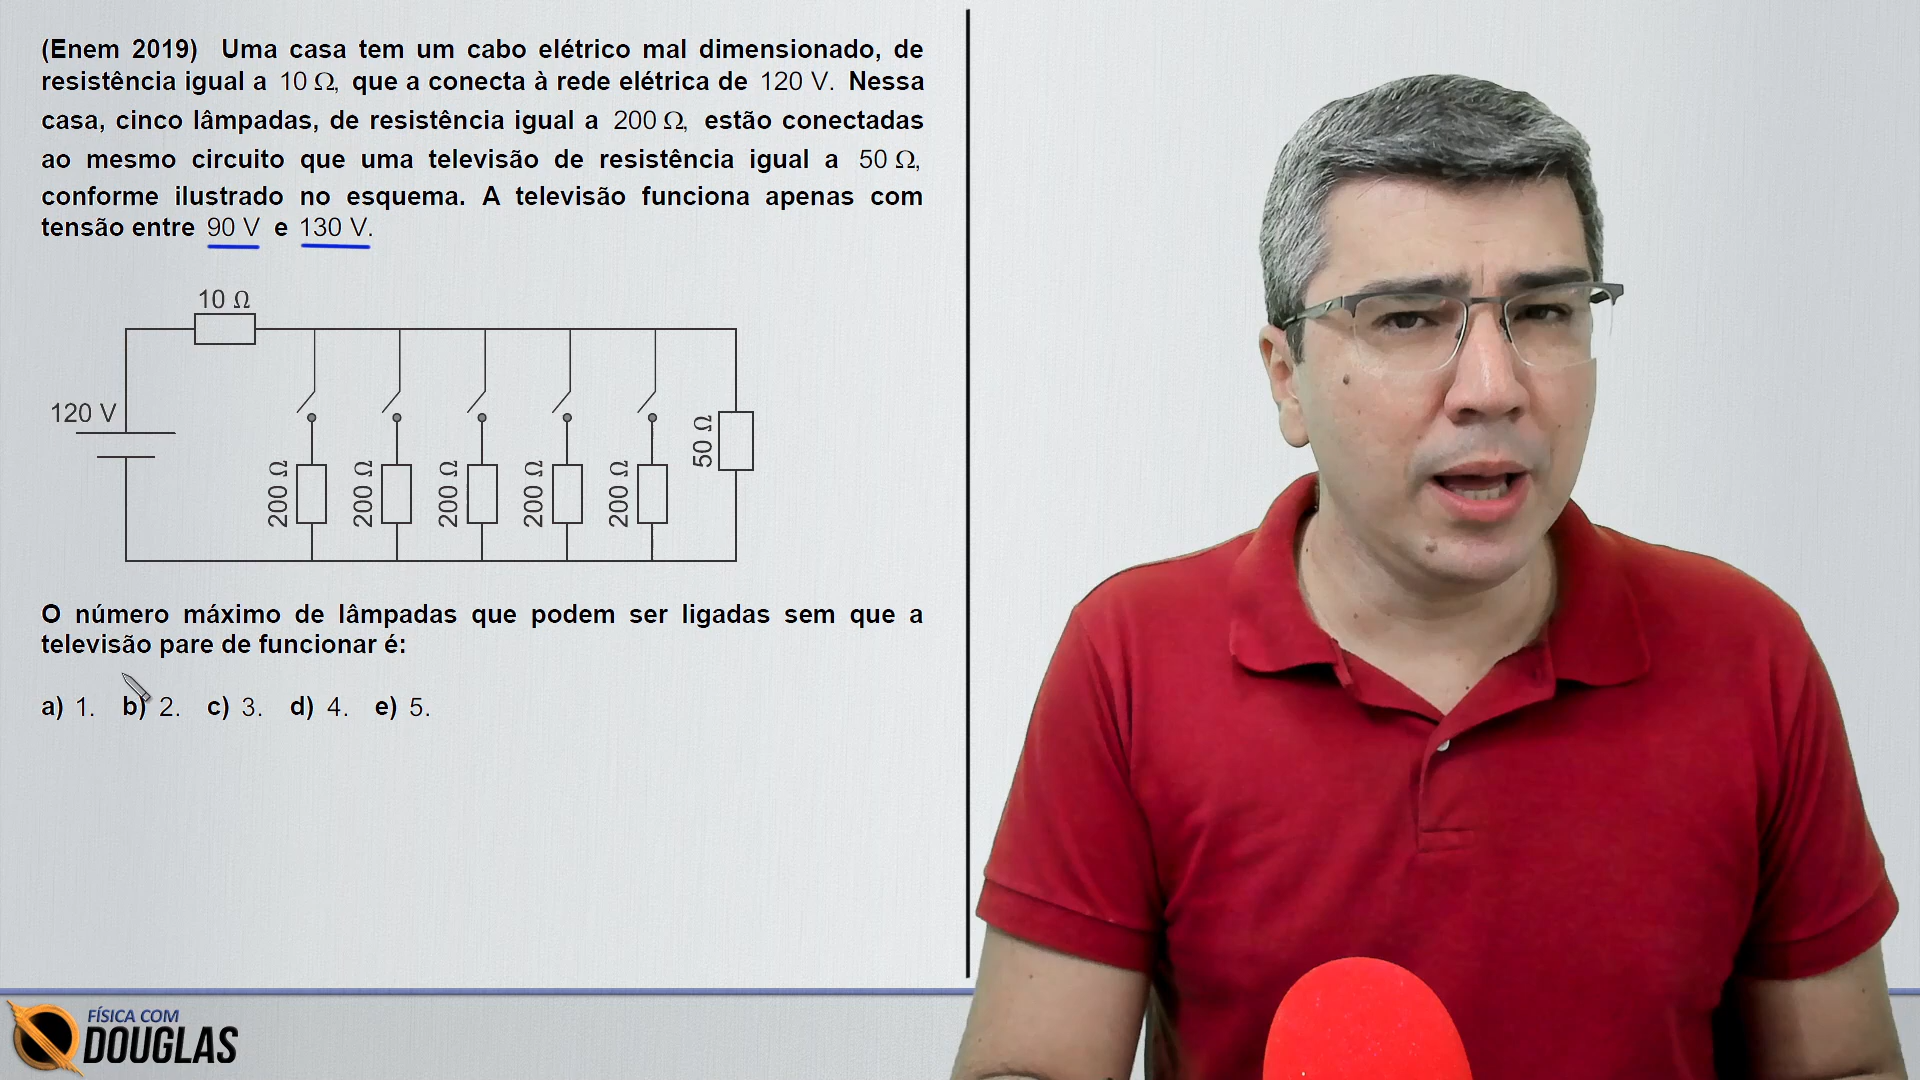 (Enem 2019) Uma casa tem um cabo elétrico mal dimensionado, de
resistência igual a 10 Ω, que a conecta à rede elétrica de 120 V. Nessa
casa, cinco lâmpadas, de resistência igual a 200 Ω, estão conectadas
ao mesmo circuito que uma televisão de resistência igual a 50 Ω,
conforme ilustrado no esquema. A televisão funciona apenas com
tensão entre 90 V e 130 V.
10 Ω
120 V
200 Ω
200 Ω
200 Ω
200 Ω
200 Ω
50 Ω
O número máximo de lâmpadas que podem ser ligadas sem que a
televisão pare de funcionar é:
a) 1. b) 2. c) 3. d) 4. e) 5.
FÍSICA COM
DOUGLAS